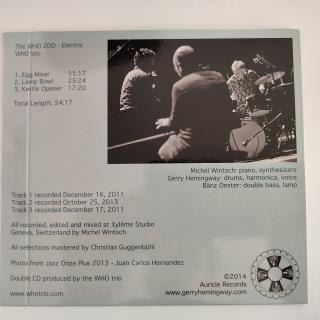 The WHO ZOO - Electric
WHO trio
1. Egg Mixer 11:17
2. Lamp Bowl 25:24
3. Kettle Opener 17:20
Total Length: 54:17
Michel Wintsch: piano, synthesizers
Gerry Hemingway: drums, harmonica, voice
Bänz Oester: double bass, lamp
Track 1 recorded December 16, 2011
Track 2 recorded October 25, 2013
Track 3 recorded December 17, 2011
All recorded, edited and mixed at Xylème Studio
Geneva, Switzerland by Michel Wintsch
All selections mastered by Christian Guggenbühl
Photo from Jazz Onze Plus 2013 - Juan Carlos Hernandez
Double CD produced by the WHO trio
www.whotrio.com
©2014
Auricle Records
www.gerryhemingway.com